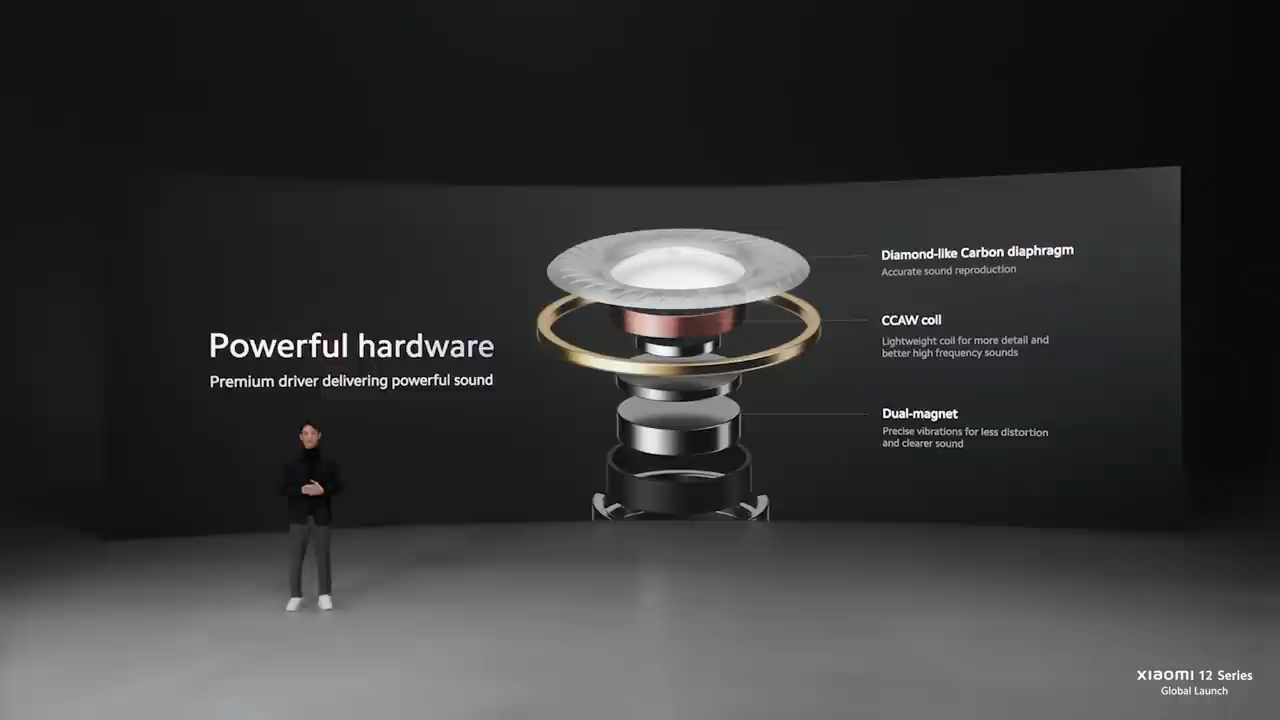 Powerful hardware
Premium driver delivering powerful sound
Diamond-like Carbon diaphragm
Accurate sound reproduction
CCAW coil
Lightweight coil for more detail and
better high frequency sounds
Dual-magnet
Precise vibrations for less distortion
and clearer sound
XIAOMI 12 Series
Global Launch